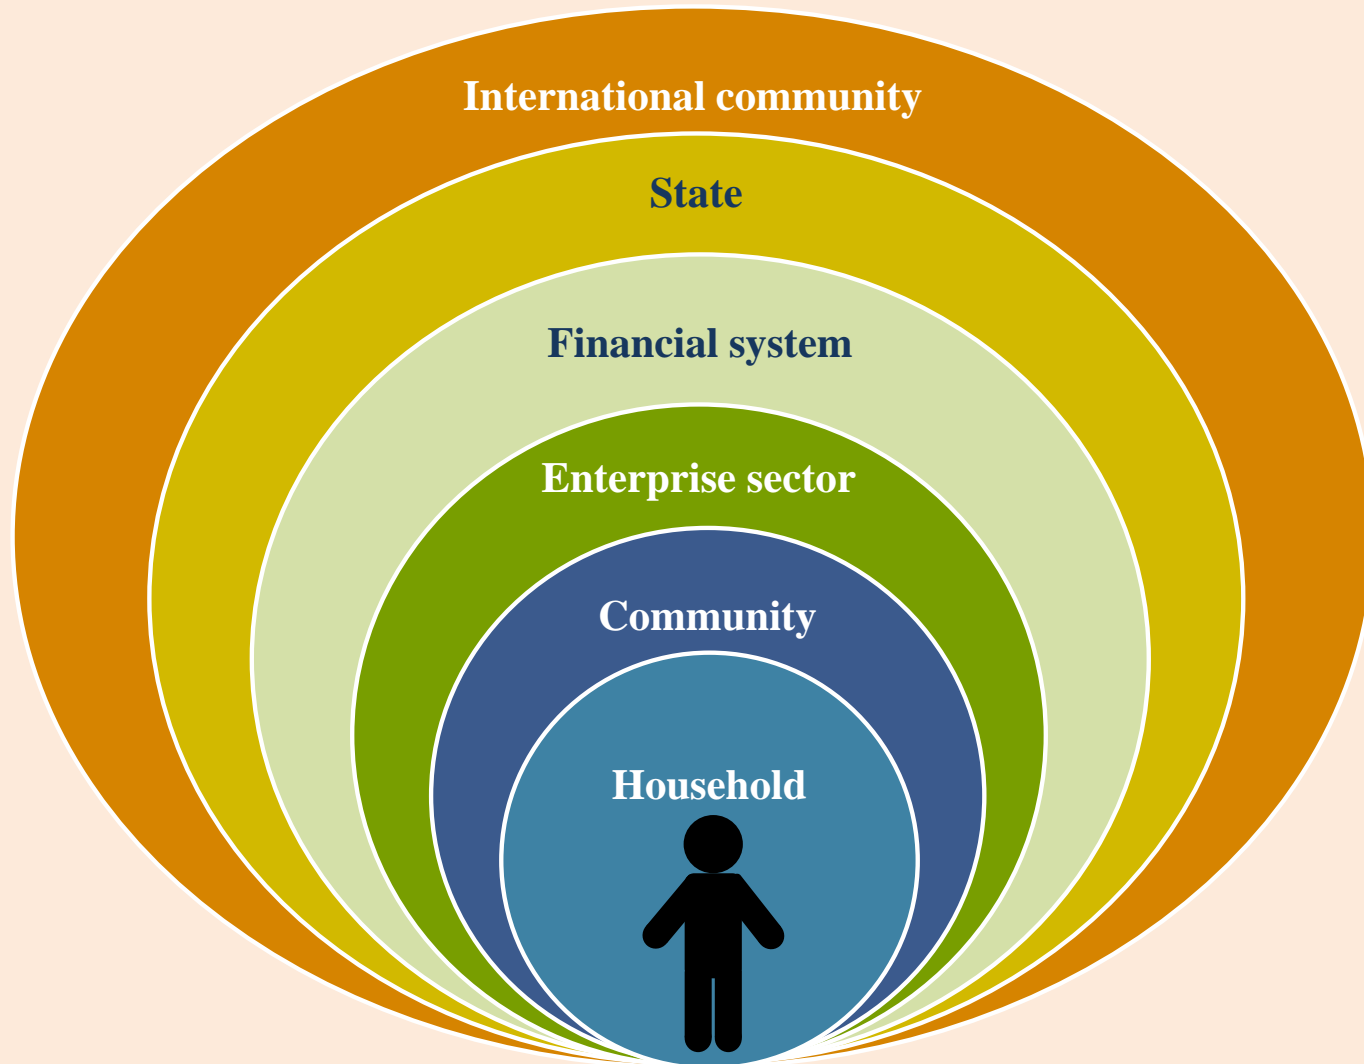 International community
State
Financial system
Enterprise sector
Community
Household